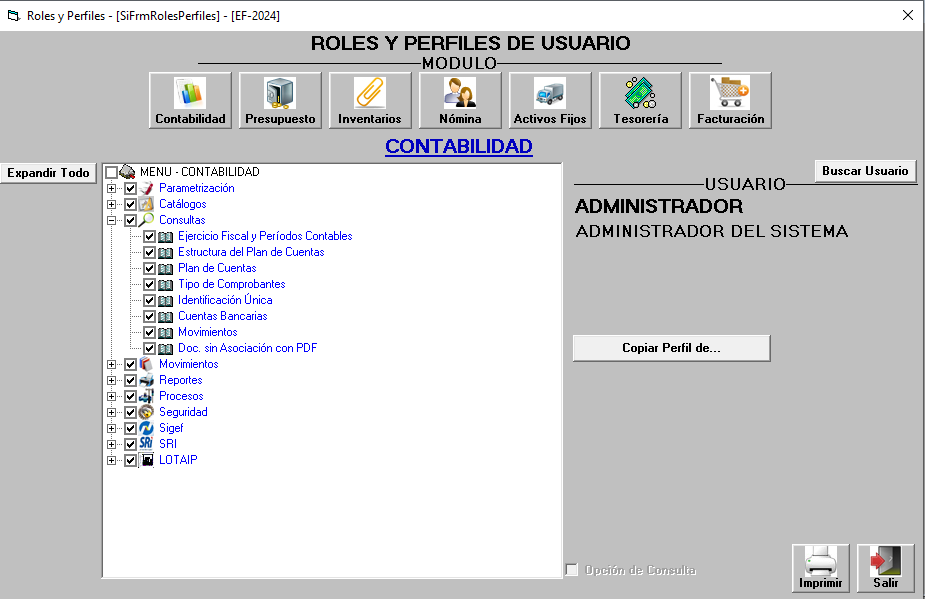 Roles y Perfiles - [SiFrmRolesPerfiles] - [EF-2024]
ROLES Y PERFILES DE USUARIO
MODULO
Contabilidad
Presupuesto
Inventarios
Nómina
Activos Fijos
Tesorería
Facturación
CONTABILIDAD
Expandir Todo
MENU - CONTABILIDAD
Parametrización
Catálogos
Consultas
Ejercicio Fiscal y Períodos Contables
Estructura del Plan de Cuentas
Plan de Cuentas
Tipo de Comprobantes
Identificación Única
Cuentas Bancarias
Movimientos
Doc. sin Asociación con PDF
Movimientos
Reportes
Procesos
Seguridad
Sigef
SRi SRI
LOTAIP
Buscar Usuario
USUARIO
ADMINISTRADOR
ADMINISTRADOR DEL SISTEMA
Copiar Perfil de...
Opción de Consulta
Imprimir
Salir